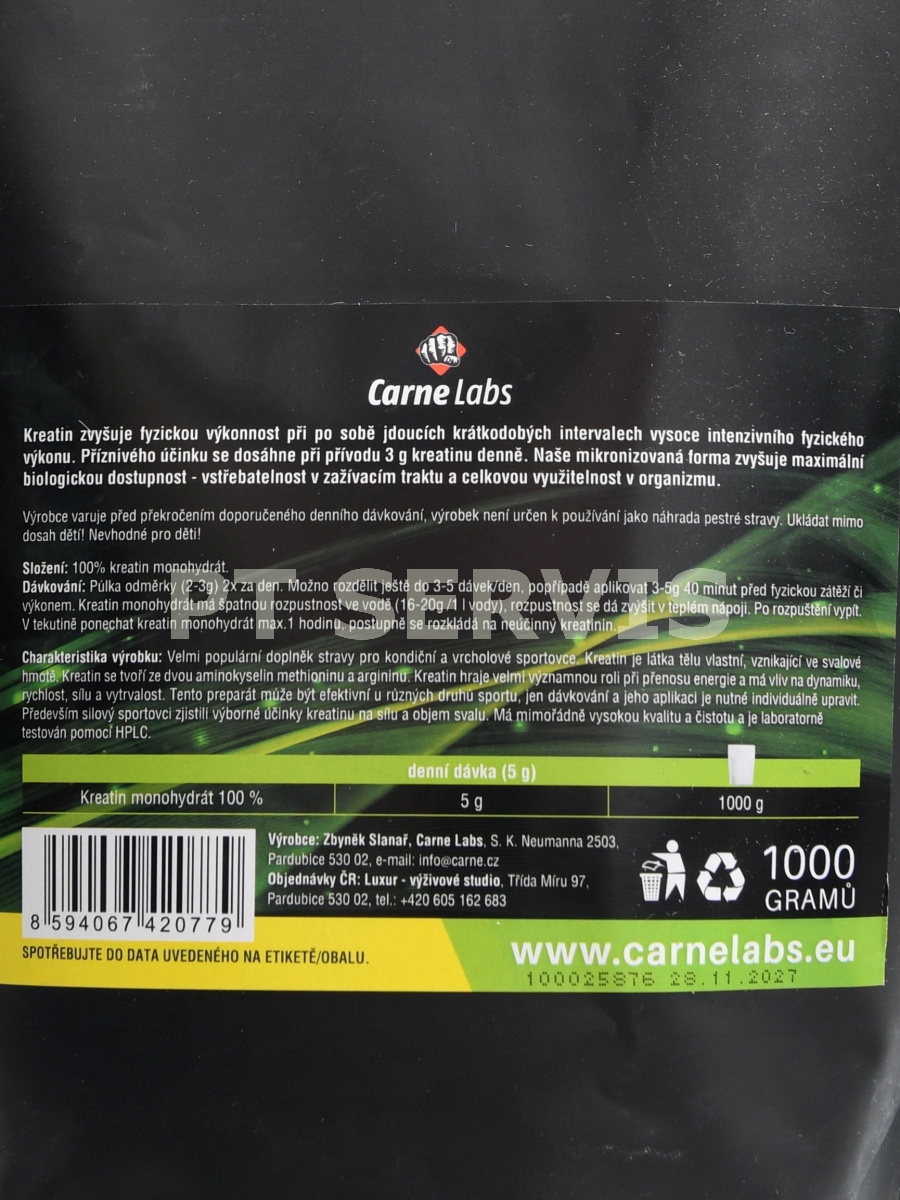 Carne Labs
Kreatin zvyšuje fyzickou výkonnost při po sobě jdoucích krátkodobých intervalech vysoce intenzivního fyzického
výkonu. Příznivého účinku se dosáhne při přívodu 3 g kreatinu denně. Naše mikronizovaná forma zvyšuje maximální
biologickou dostupnost - vstřebatelnost v zažívacím traktu a celkovou využitelnost v organizmu.
Výrobce varuje před překročením doporučeného denního dávkování, výrobek není určen k používání jako náhrada pestré stravy. Ukládat mimo
dosah dětí! Nevhodné pro děti!
Složení: 100% kreatin monohydrát.
Dávkování: Půlka odměrky (2-3g) 2x za den. Možno rozdělit ještě do 3-5 dávek/den, popřípadě aplikovat 3-5g 40 minut před fyzickou zátěží či
výkonem. Kreatin monohydrát má špatnou rozpustnost ve vodě (16-20g/1 l vody), rozpustnost se dá zvýšit v teplém nápoji. Po rozpuštění vypít.
V tekutině ponechat kreatin monohydrát max.1 hodinu, postupně se rozkládá na neúčinný kreatinin.
PT SERVIS
Charakteristika výrobku: Velmi populární doplněk stravy pro kondiční a vrcholové sportovce. Kreatin je látka tělu vlastní, vznikající ve svalové
hmotě. Kreatin se tvoří ze dvou aminokyselin methioninu a argininu. Kreatin hraje velmi významnou roli při přenosu energie a má vliv na dynamiku,
rychlost, sílu a vytrvalost. Tento preparát může být efektivní u různých druhu sportu, jen dávkování a jeho aplikaci je nutné individuálně upravit.
Především silový sportovci zjistili výborné účinky kreatinu na sílu a objem svalu. Má mimořádně vysokou kvalitu a čistotu a je laboratorně
testován pomocí HPLC.
denní dávka (5 g)
Kreatin monohydrát 100 % 5 g 1000 g
Výrobce: Zbyněk Slanař, Carne Labs, S. K. Neumanna 2503,
Pardubice 530 02, e-mail: info@carne.cz
Objednávky ČR: Luxur - výživové studio, Třída Míru 97,
Pardubice 530 02, tel.: +420 605 162 683
1000
GRAMŮ
8 594067 420779
SPOTŘEBUJTE DO DATA UVEDENÉHO NA ETIKETĚ/OBALU.
www.carnelabs.eu
100025876 28.11.2027